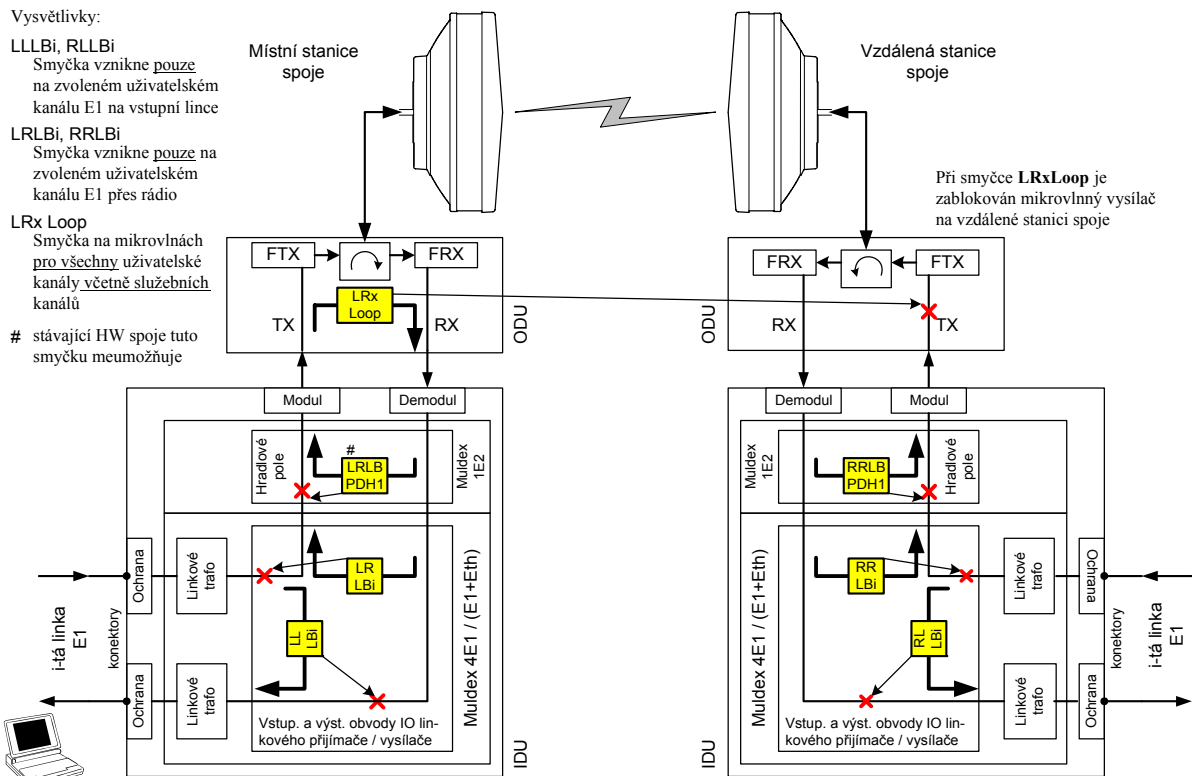 Vysvětlivky:
LLLBi, RLLBi
Smyčka vznikne pouze
na zvoleném uživatelském
kanálu E1 na vstupní lince
LRLBi, RRLBi
Smyčka vznikne pouze na
zvoleném uživatelském
kanálu E1 přes rádio
LRx Loop
Smyčka na mikrovlnách
pro všechny uživatelské
kanály včetně služebních
kanálů
# stávající HW spoje tuto
smyčku meumožňuje
Místní stanice
spoje
Vzdálená stanice
spoje
Při smyčce LRxLoop je
zablokován mikrovlnný vysílač
na vzdálené stanici spoje
FTX
FRX
LRx
Loop
TX
RX
ODU
FRX
FTX
RX
TX
ODU
Modul
Demodul
Hradlové
pole
#
LRLB
PDH1
Muldex
1E2
Ochrana
Linkové
trafo
LR
LBi
LL
LBi
Muldex 4E1 / (E1+Eth)
i-tá linka
E1
konektory
Ochrana
Linkové
trafo
Vstup. a výst. obvody IO lin-
kového přijímače / vysílače
IDU
Demodul
Modul
Muldex
1E2
RRLB
PDH1
Hradlové
pole
Muldex 4E1 / (E1+Eth)
RR
LBi
RL
LBi
Linkové
trafo
Ochrana
konektory
i-tá linka
E1
Linkové
trafo
Ochrana
Vstup. a výst. obvody IO lin-
kového přijímače / vysílače
IDU